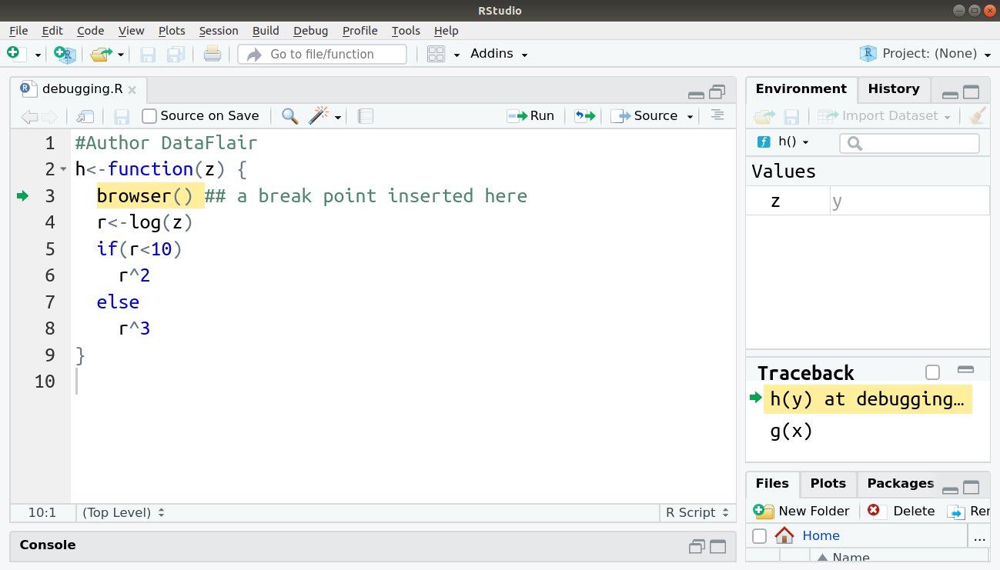 RStudio
File Edit Code View Plots Session Build Debug Profile Tools Help
Go to file/function
Addins
Project: (None)
debugging.R
Source on Save
Run
Source
1 #Author DataFlair
2 h<-function(z) {
3 browser() ## a break point inserted here
4 r<-log(z)
5 if(r<10)
6 r^2
7 else
8 r^3
9 }
10
10:1 (Top Level) R Script
Console
Environment History
Import Dataset
h()
Values
z y
Traceback
h(y) at debugging…
g(x)
Files Plots Packages
New Folder Delete Rer
Home ...
Name